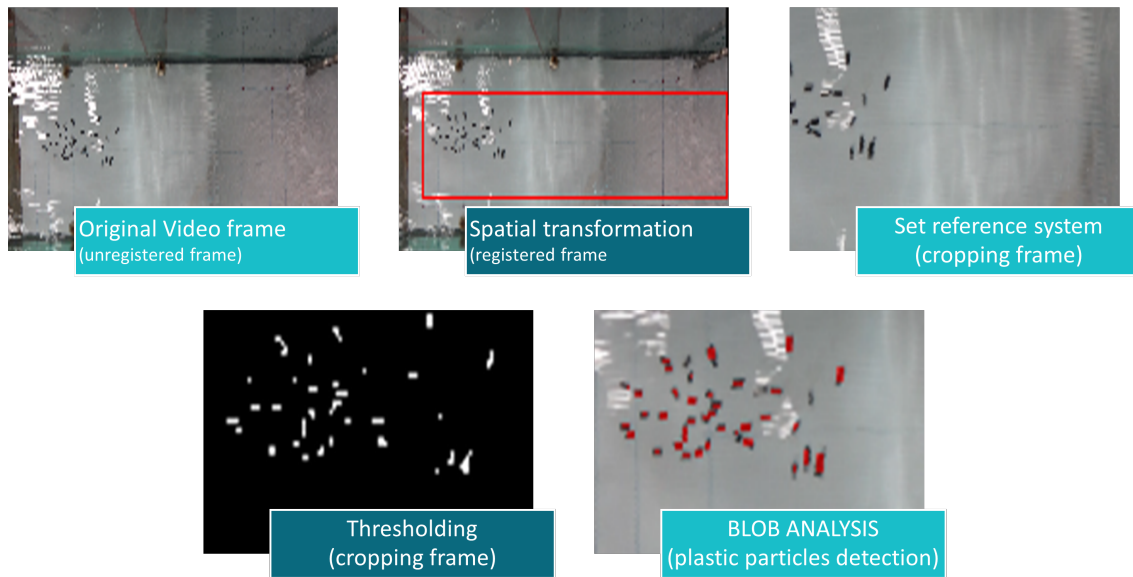 Original Video frame
(unregistered frame)
Spatial transformation
(registered frame
Set reference system
(cropping frame)
Thresholding
(cropping frame)
BLOB ANALYSIS
(plastic particles detection)